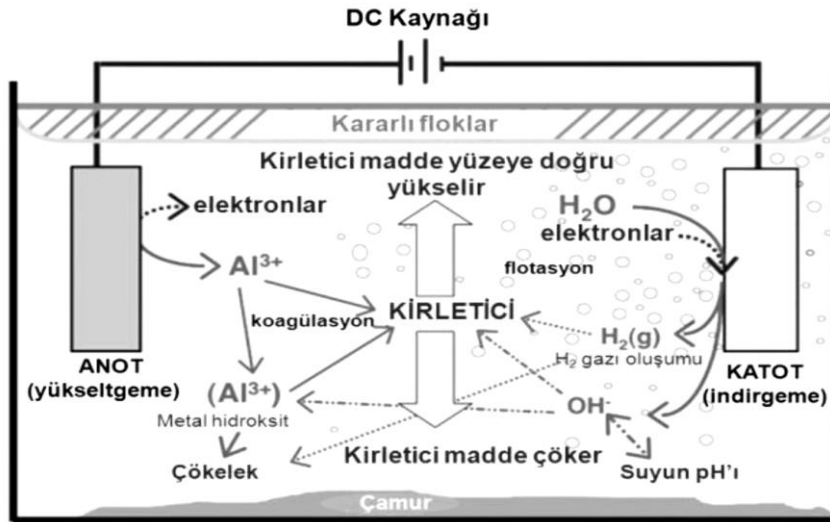 DC Kaynağı
Kararlı floklar
Kirletici madde yüzeye doğru
yükselir
elektronlar
H₂O
elektronlar
Al³⁺
flotasyon
koagülasyon
KİRLETİCİ
H₂(g)
H₂ gazı oluşumu
ANOT
(yükseltgeme)
KATOT
(indirgeme)
(Al³⁺)
Metal hidroksit
OH⁻
Çökelek
Kirletici madde çöker
Suyun pH'ı
Çamur